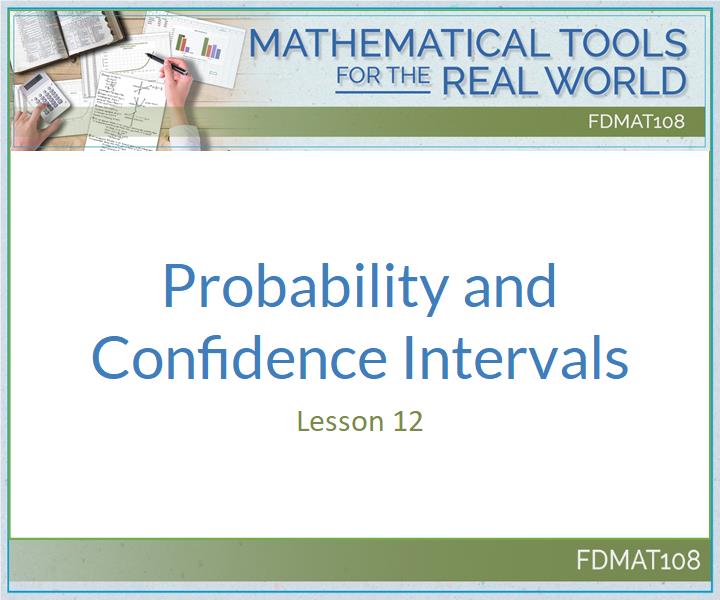 MATHEMATICAL TOOLS
FOR THE REAL WORLD
FDMAT108
Probability and
Confidence Intervals
Lesson 12
FDMAT108